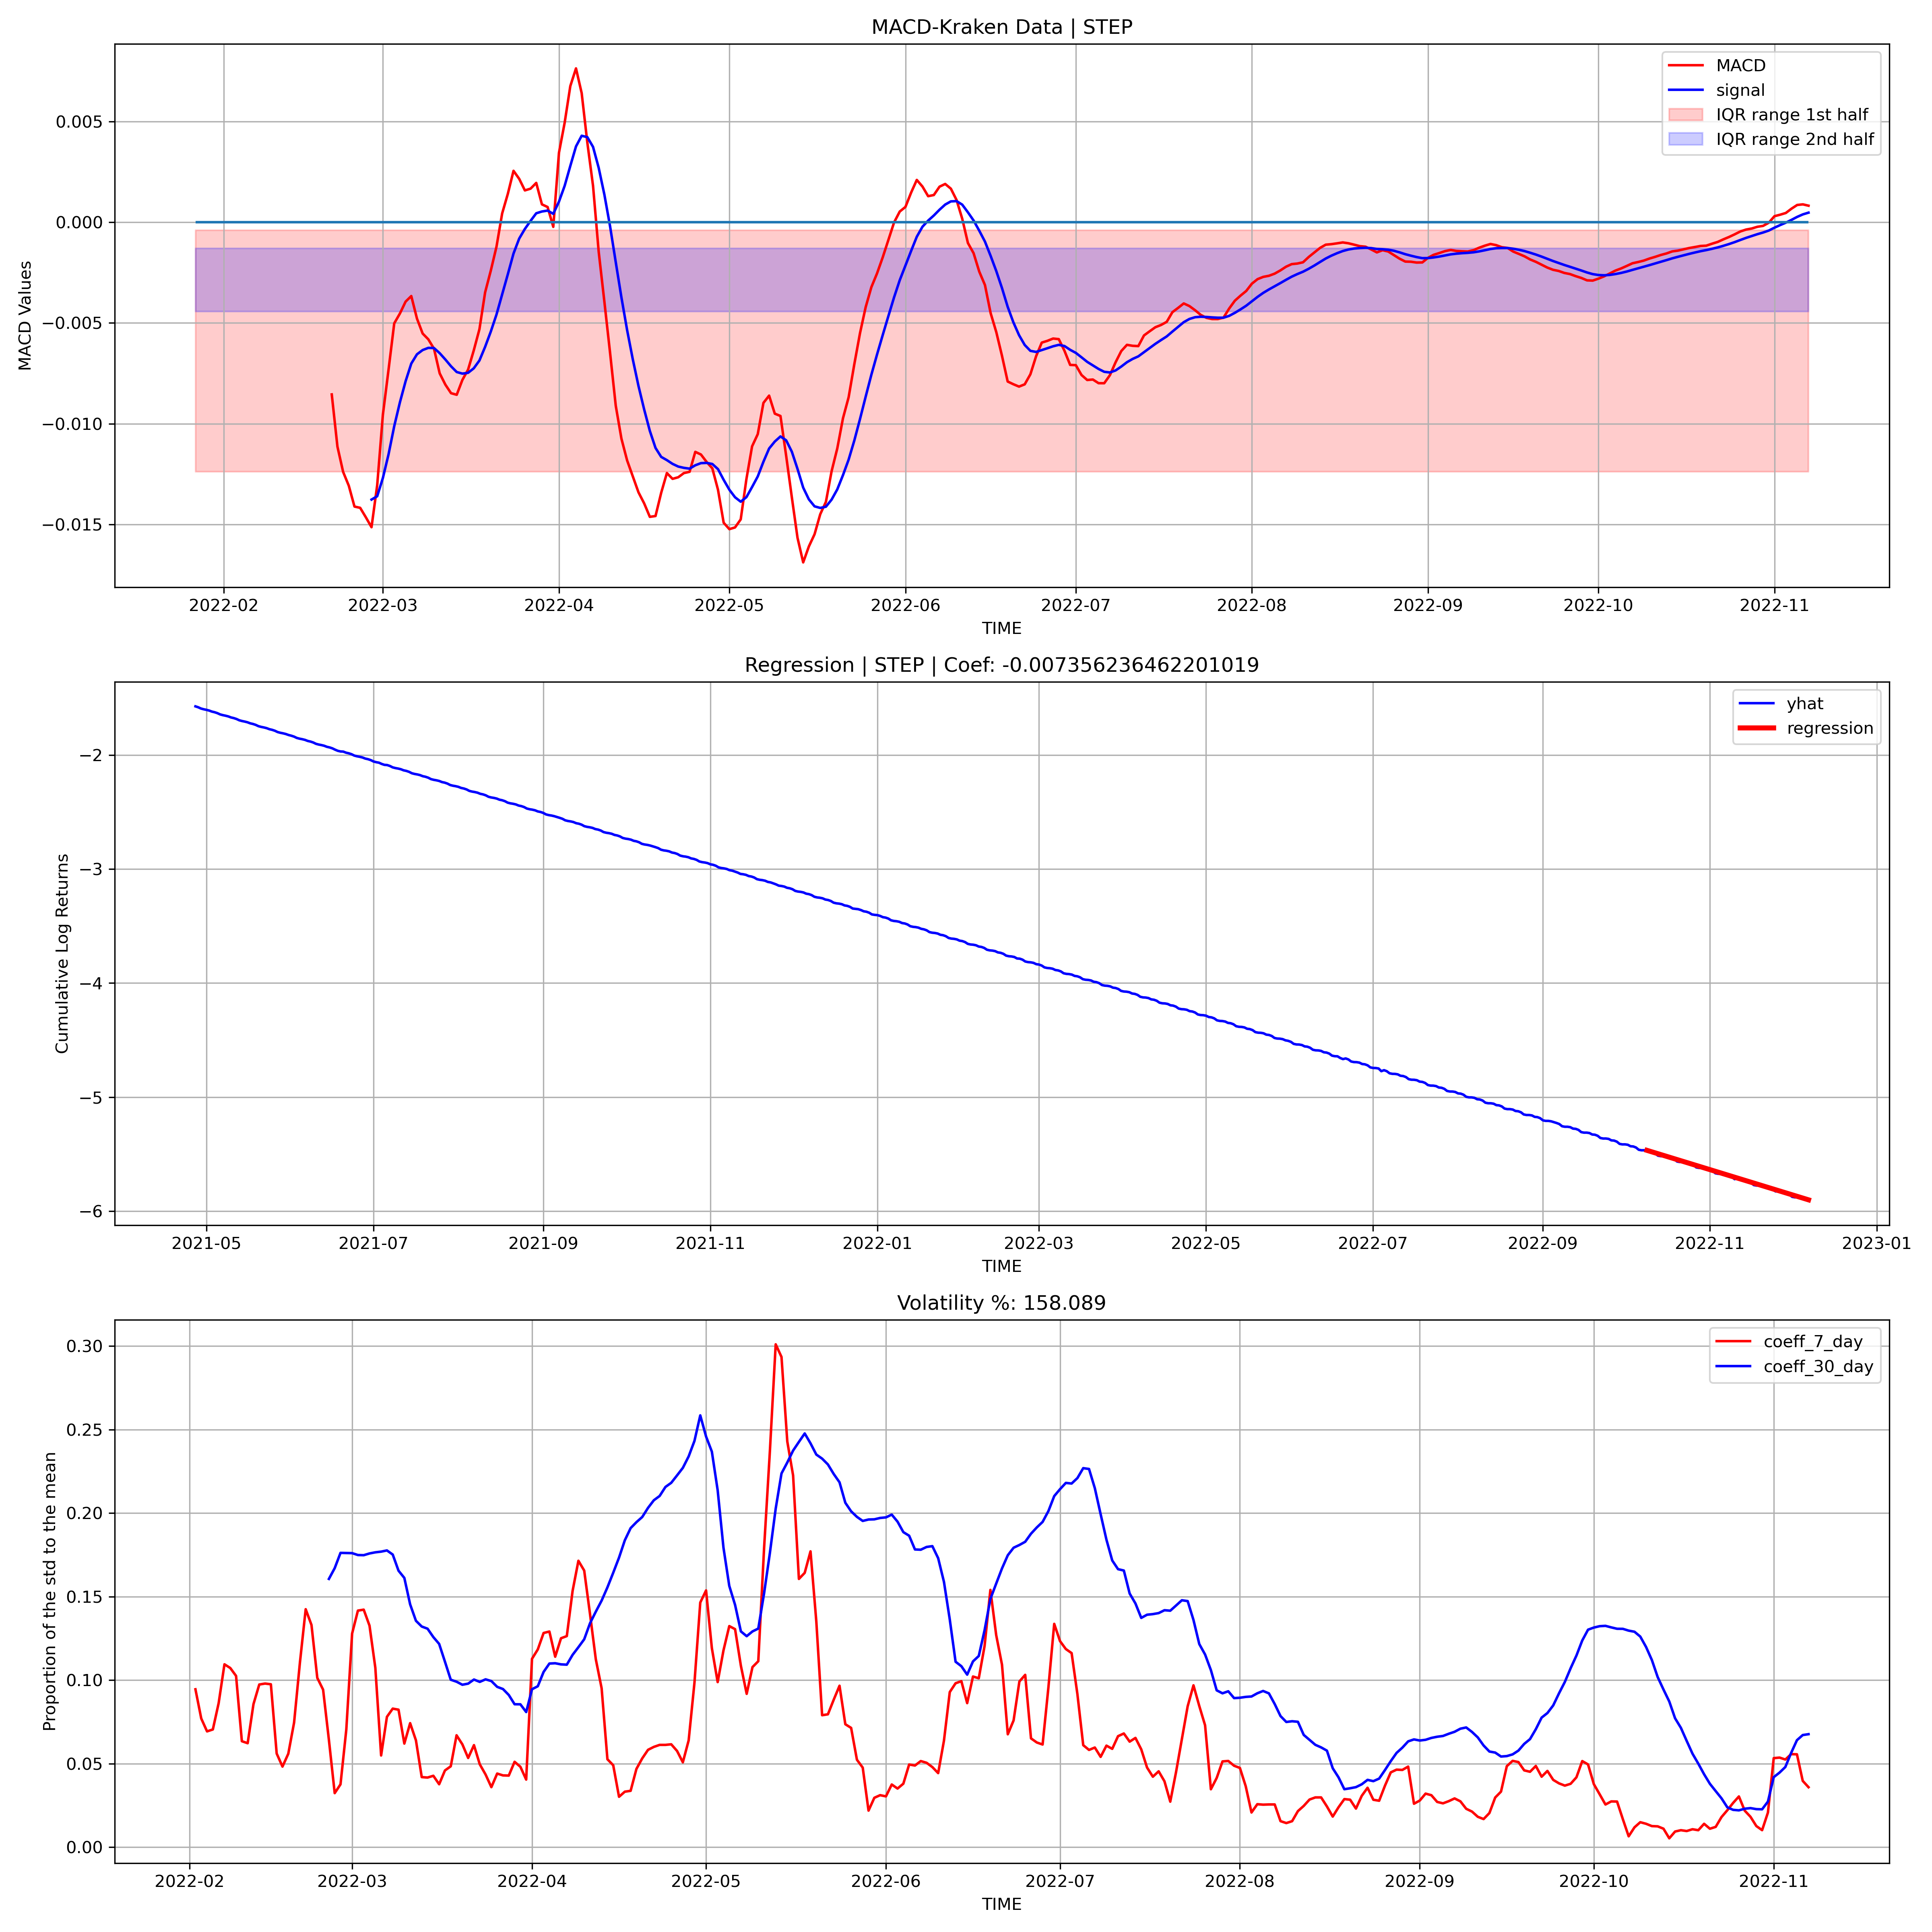 MACD-Kraken Data | STEP
MACD
signal
IQR range 1st half
IQR range 2nd half
MACD Values
0.005
0.000
−0.005
−0.010
−0.015
2022-02 2022-03 2022-04 2022-05 2022-06 2022-07 2022-08 2022-09 2022-10 2022-11
TIME
Regression | STEP | Coef: -0.007356236462201019
yhat
regression
Cumulative Log Returns
−2
−3
−4
−5
−6
2021-05 2021-07 2021-09 2021-11 2022-01 2022-03 2022-05 2022-07 2022-09 2022-11 2023-01
TIME
Volatility %: 158.089
coeff_7_day
coeff_30_day
Proportion of the std to the mean
0.30
0.25
0.20
0.15
0.10
0.05
0.00
2022-02 2022-03 2022-04 2022-05 2022-06 2022-07 2022-08 2022-09 2022-10 2022-11
TIME